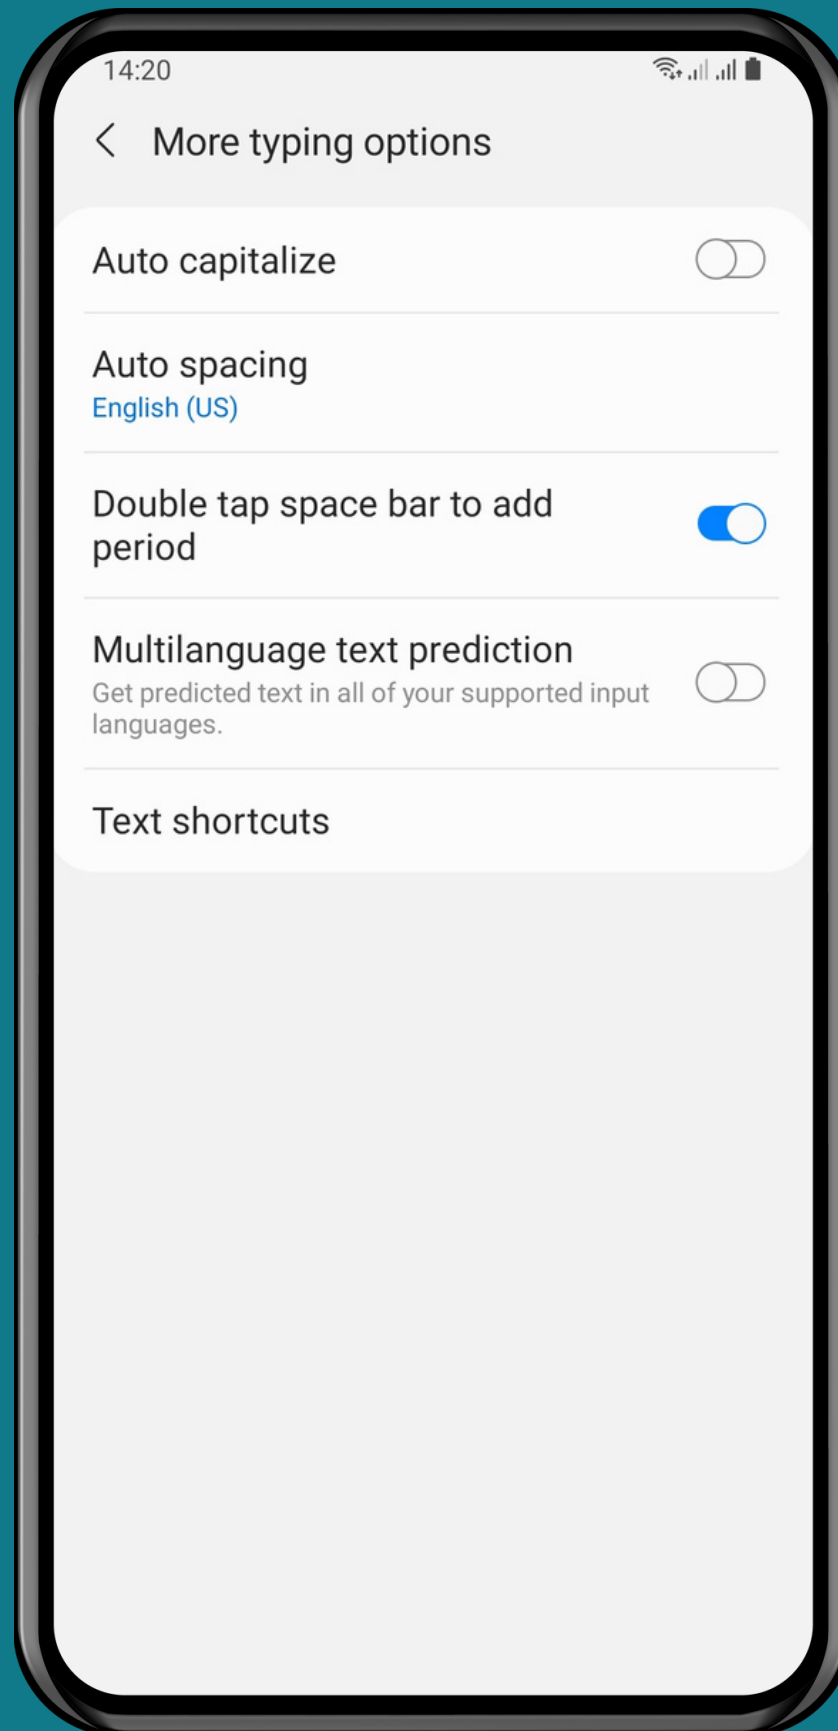 14:20
More typing options
Auto capitalize
Auto spacing
English (US)
Double tap space bar to add
period
Multilanguage text prediction
Get predicted text in all of your supported input
languages.
Text shortcuts